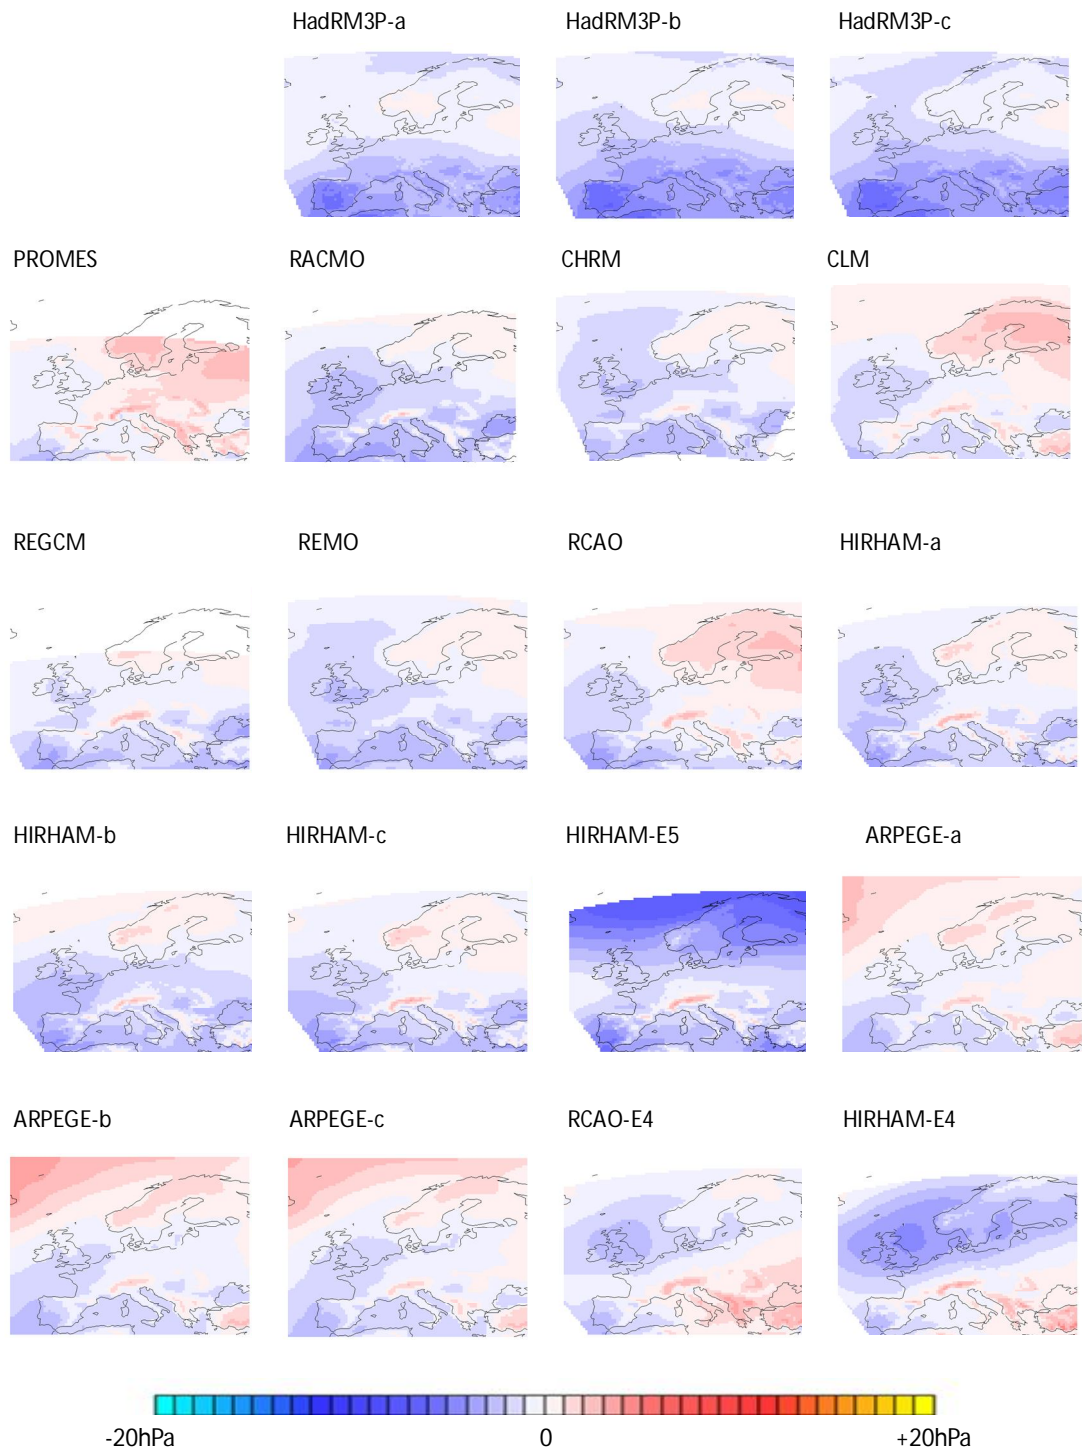 HadRM3P-a HadRM3P-b HadRM3P-c
PROMES RACMO CHRM CLM
REGCM REMO RCAO HIRHAM-a
HIRHAM-b HIRHAM-c HIRHAM-E5 ARPEGE-a
ARPEGE-b ARPEGE-c RCAO-E4 HIRHAM-E4
-20hPa 0 +20hPa